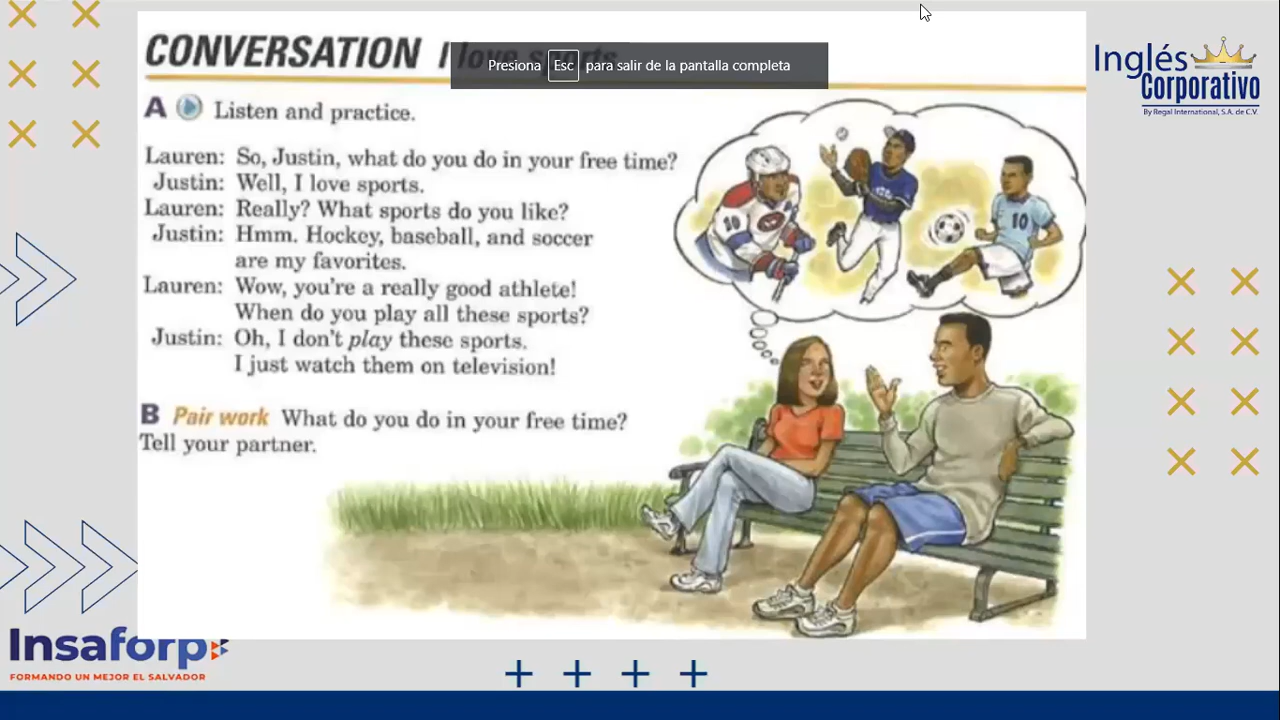 CONVERSATION I love sports
Presiona Esc para salir de la pantalla completa
Inglés
Corporativo
By Regal International, S.A. de C.V.
A Listen and practice.
Lauren: So, Justin, what do you do in your free time?
Justin: Well, I love sports.
Lauren: Really? What sports do you like?
Justin: Hmm. Hockey, baseball, and soccer
are my favorites.
Lauren: Wow, you're a really good athlete!
When do you play all these sports?
Justin: Oh, I don't play these sports.
I just watch them on television!
B Pair work What do you do in your free time?
Tell your partner.
10
10
Insaforp
FORMANDO UN MEJOR EL SALVADOR